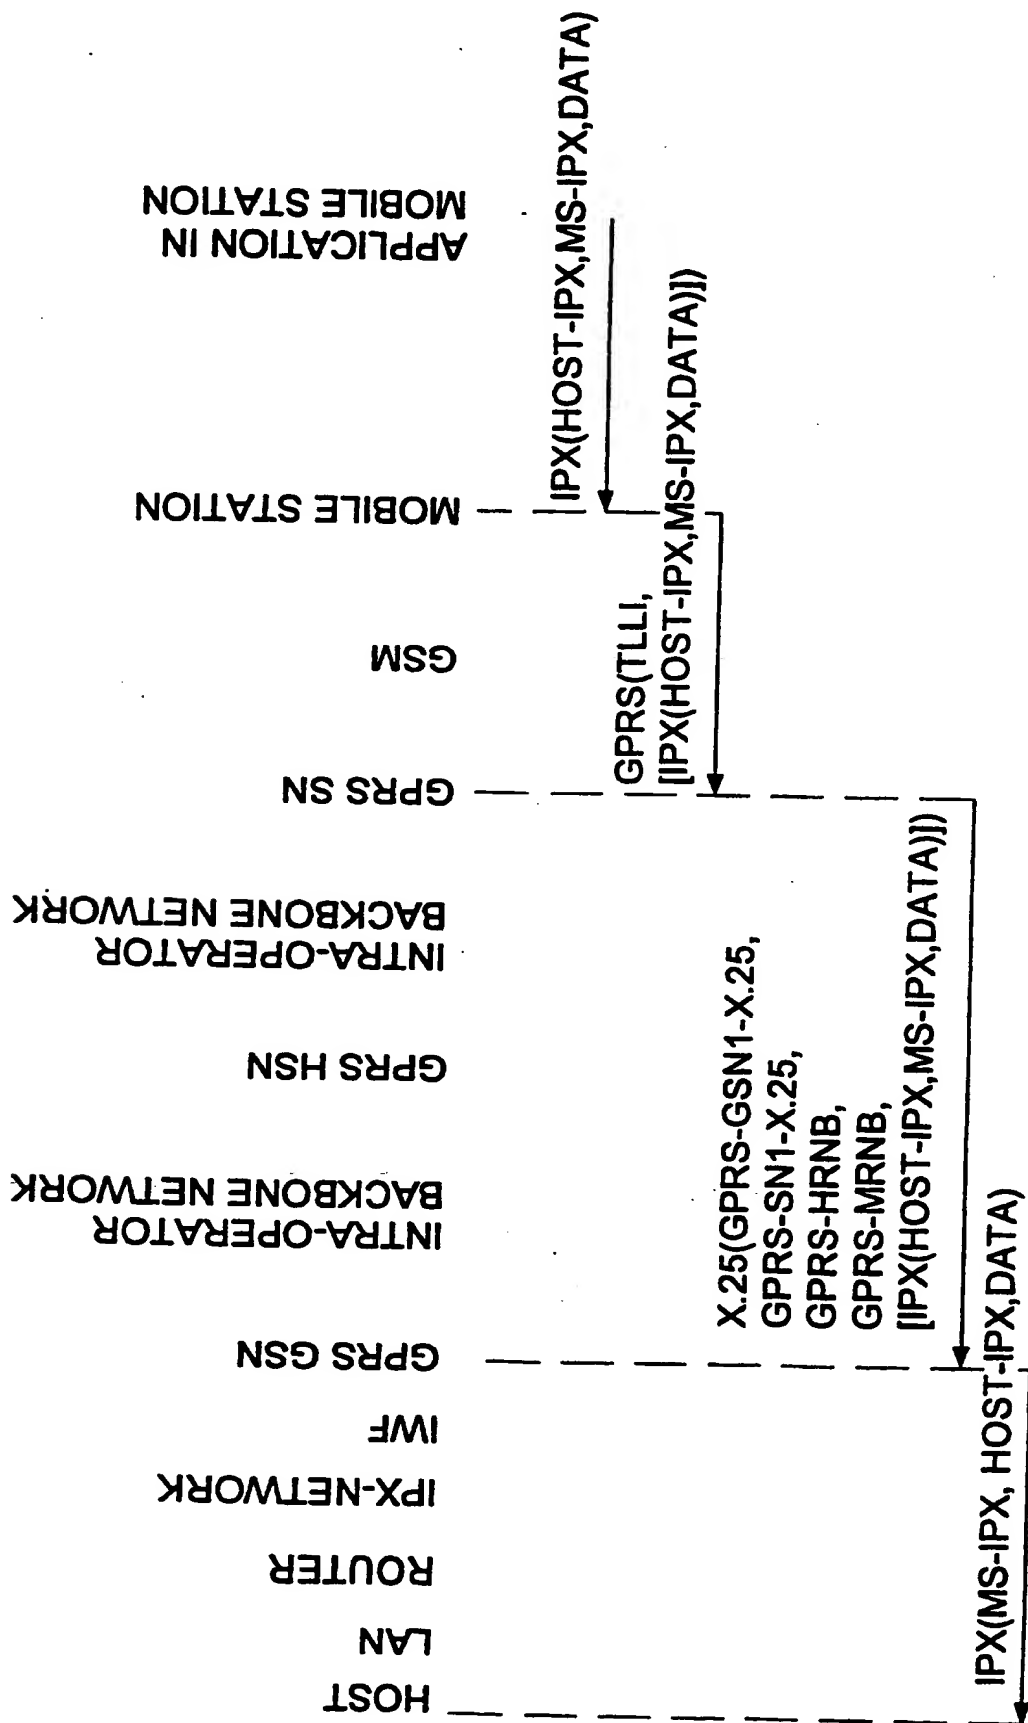 APPLICATION IN
MOBILE STATION
MOBILE STATION
GSM
GPRS SN
INTRA-OPERATOR
BACKBONE NETWORK
GPRS HSN
INTRA-OPERATOR
BACKBONE NETWORK
GPRS GSN
IWF
IPX-NETWORK
ROUTER
LAN
HOST
IPX(HOST-IPX,MS-IPX,DATA)
GPRS(TLLI,
[IPX(HOST-IPX,MS-IPX,DATA)])
X.25(GPRS-GSN1-X.25,
GPRS-SN1-X.25,
GPRS-HRNB,
GPRS-MRNB,
[IPX(HOST-IPX,MS-IPX,DATA)])
IPX(MS-IPX, HOST-IPX,DATA)